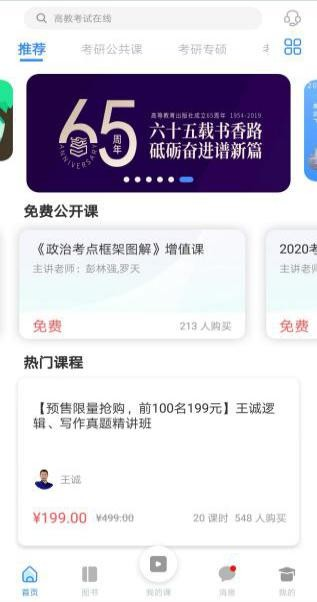 高教考试在线
推荐 考研公共课 考研专硕
65
周年
ANNIVERSARY
高等教育出版社成立65周年 1954-2019
六十五载书香路
砥砺奋进谱新篇
免费公开课
《政治考点框架图解》增值课
主讲老师：彭林强,罗天
免费 213 人购买
2020考
主讲老师
免费
热门课程
【预售限量抢购，前100名199元】王诚逻
辑、写作真题精讲班
王诚
¥199.00 ¥499.00 20 课时 548 人购买
首页 图书 我的课 消息 我的